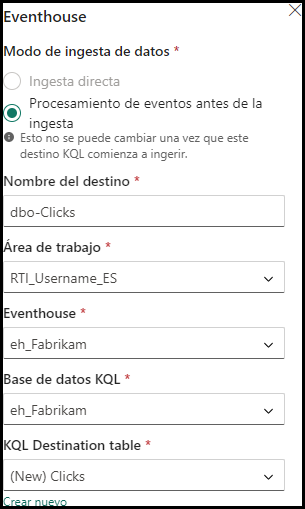 Eventhouse
Modo de ingesta de datos *
Ingesta directa
Procesamiento de eventos antes de la
ingesta
Esto no se puede cambiar una vez que este
destino KQL comienza a ingerir.
Nombre del destino *
dbo-Clicks
Área de trabajo *
RTI_Username_ES
Eventhouse *
eh_Fabrikam
Base de datos KQL *
eh_Fabrikam
KQL Destination table *
(New) Clicks
Crear nuevo